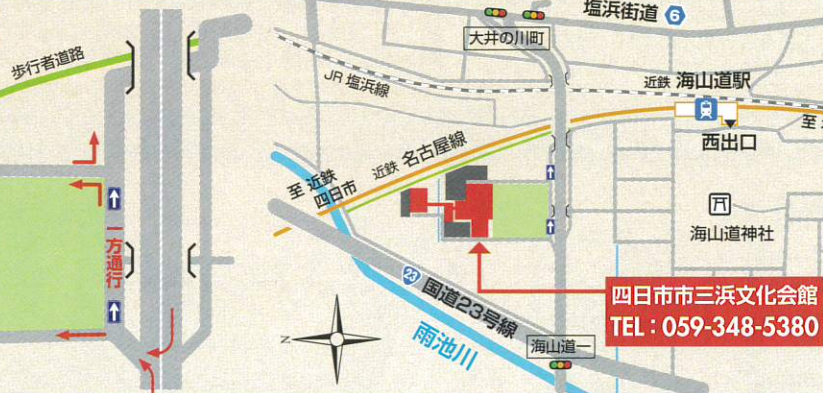 歩行者道路
一方通行
塩浜街道 6
大井の川町
JR 塩浜線
近鉄 海山道駅
西出口
至
近鉄 名古屋線
至 近鉄
四日市
海山道神社
23 国道23号線
雨池川
N
海山道一
四日市市三浜文化会館
TEL : 059-348-5380